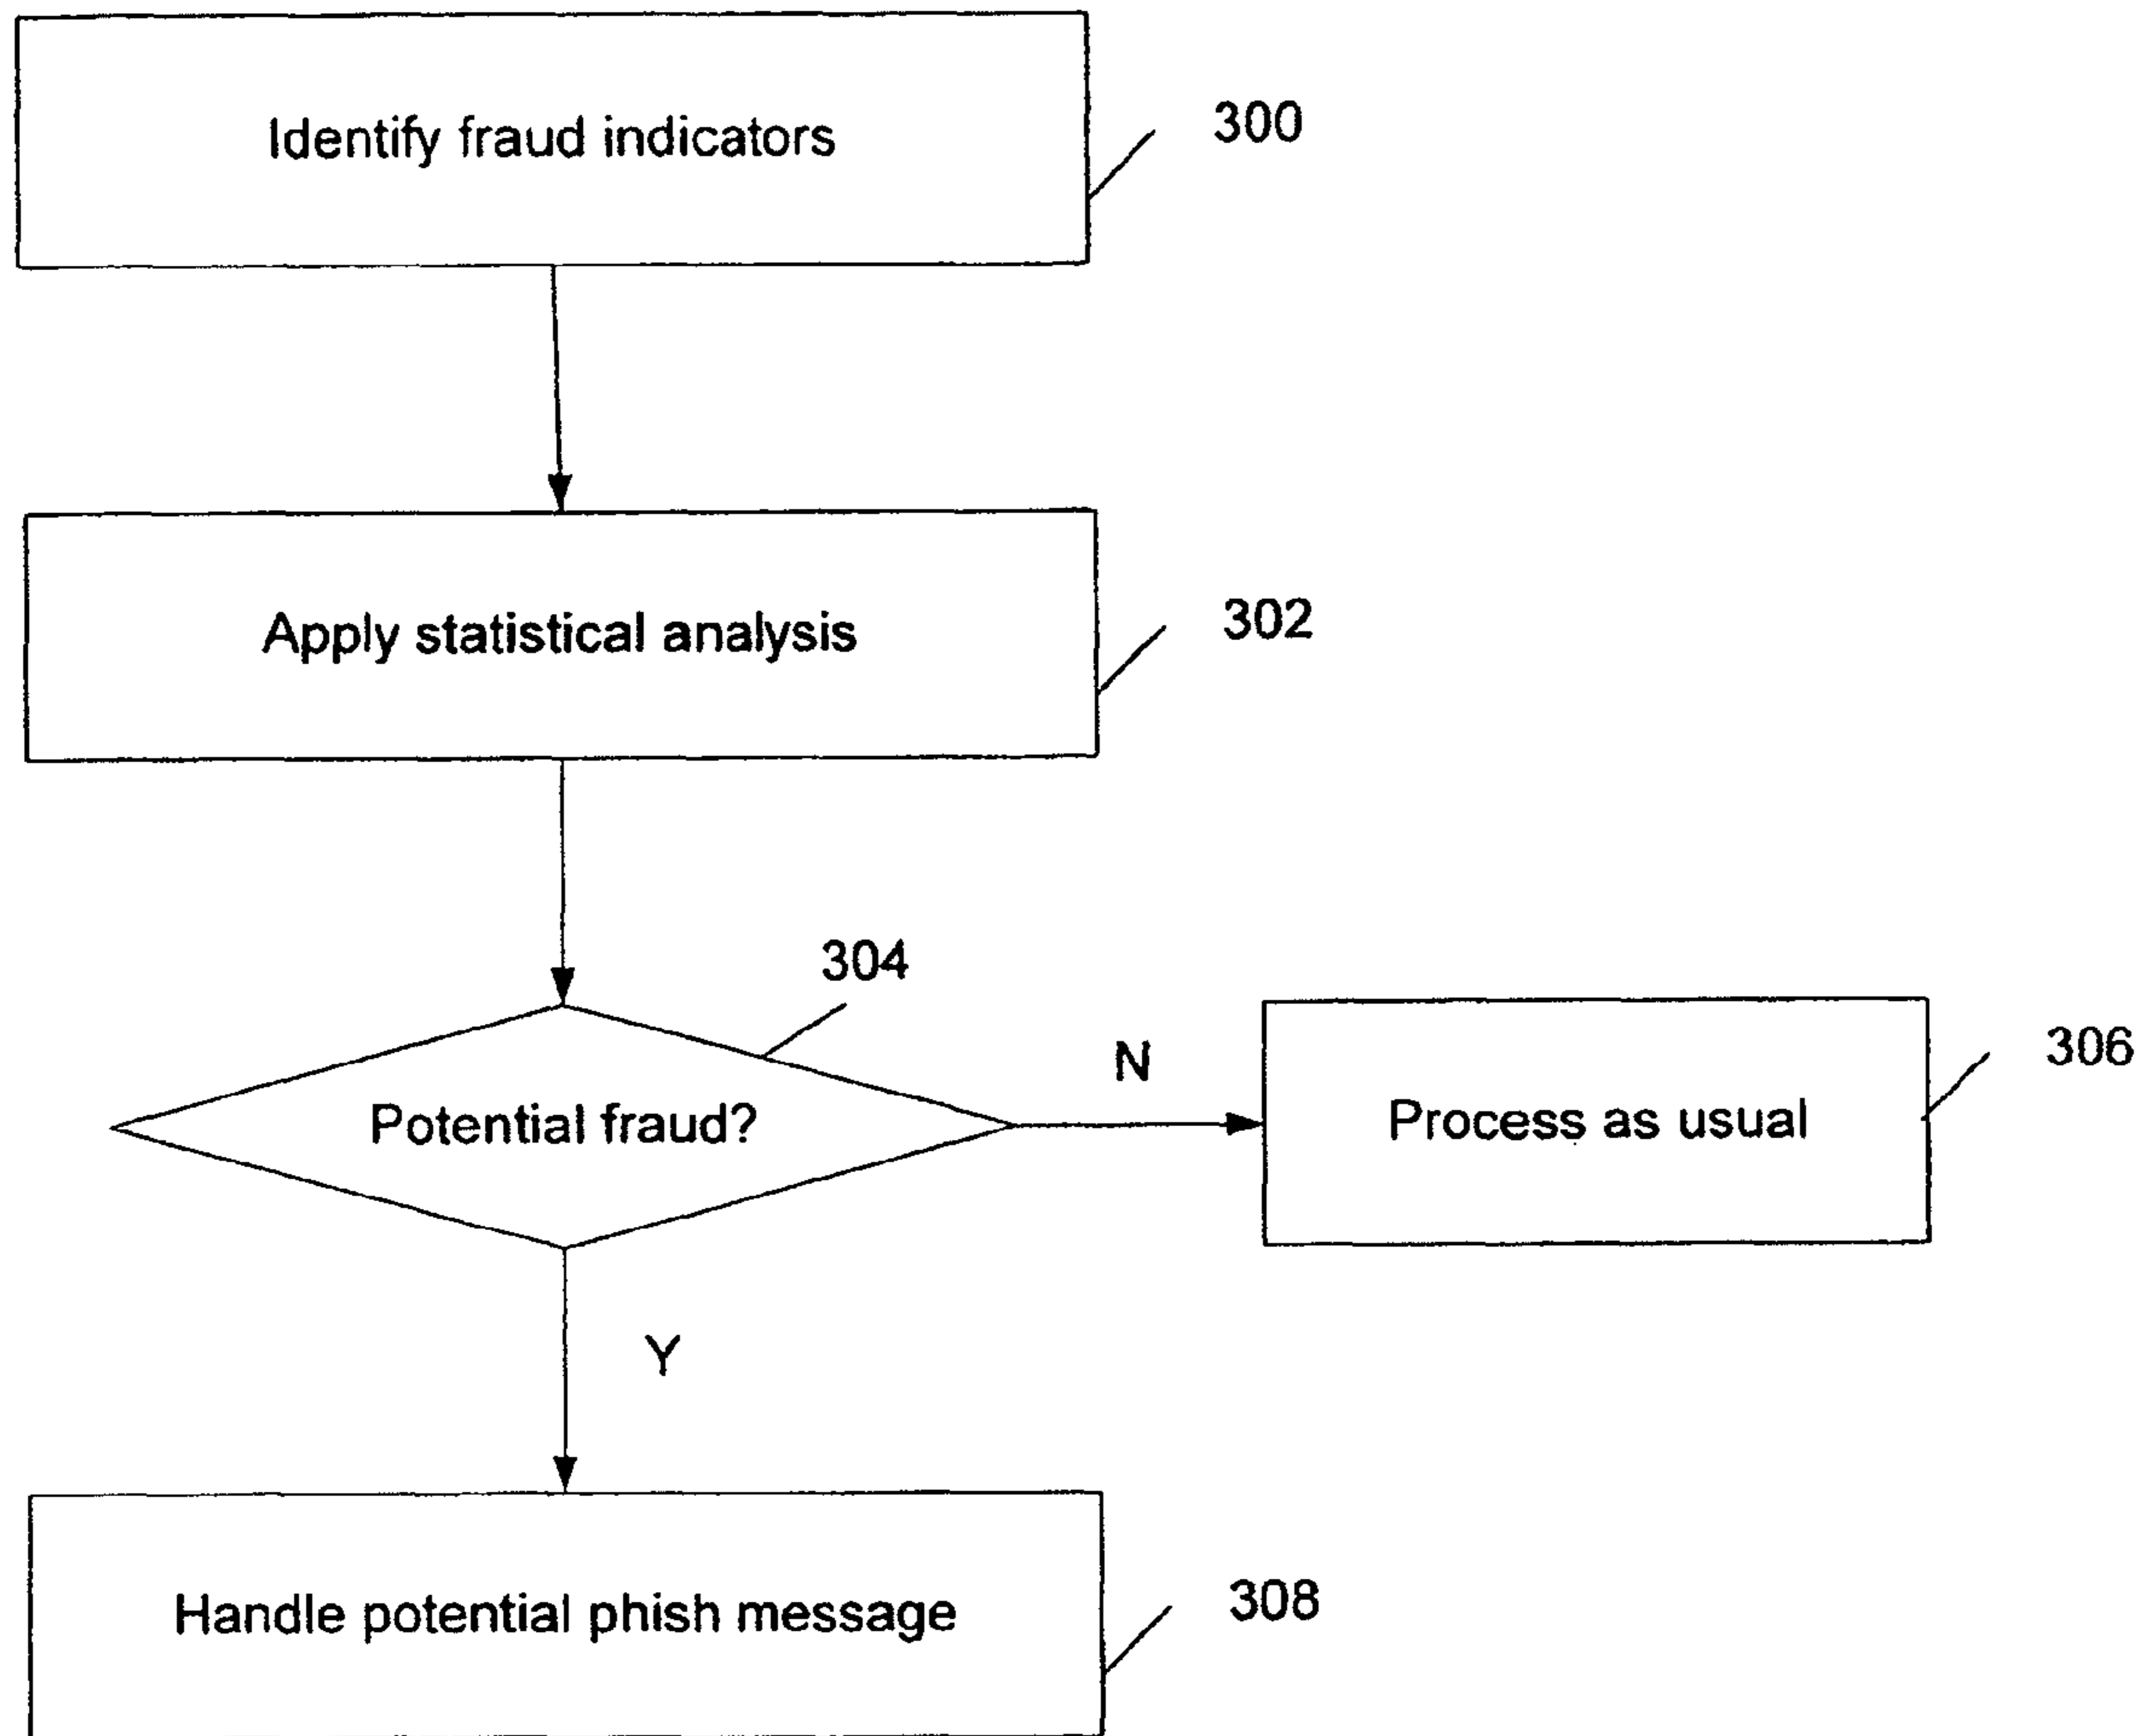 Identify fraud indicators
300
Apply statistical analysis
302
304
Potential fraud?
N
Process as usual
306
Y
Handle potential phish message
308